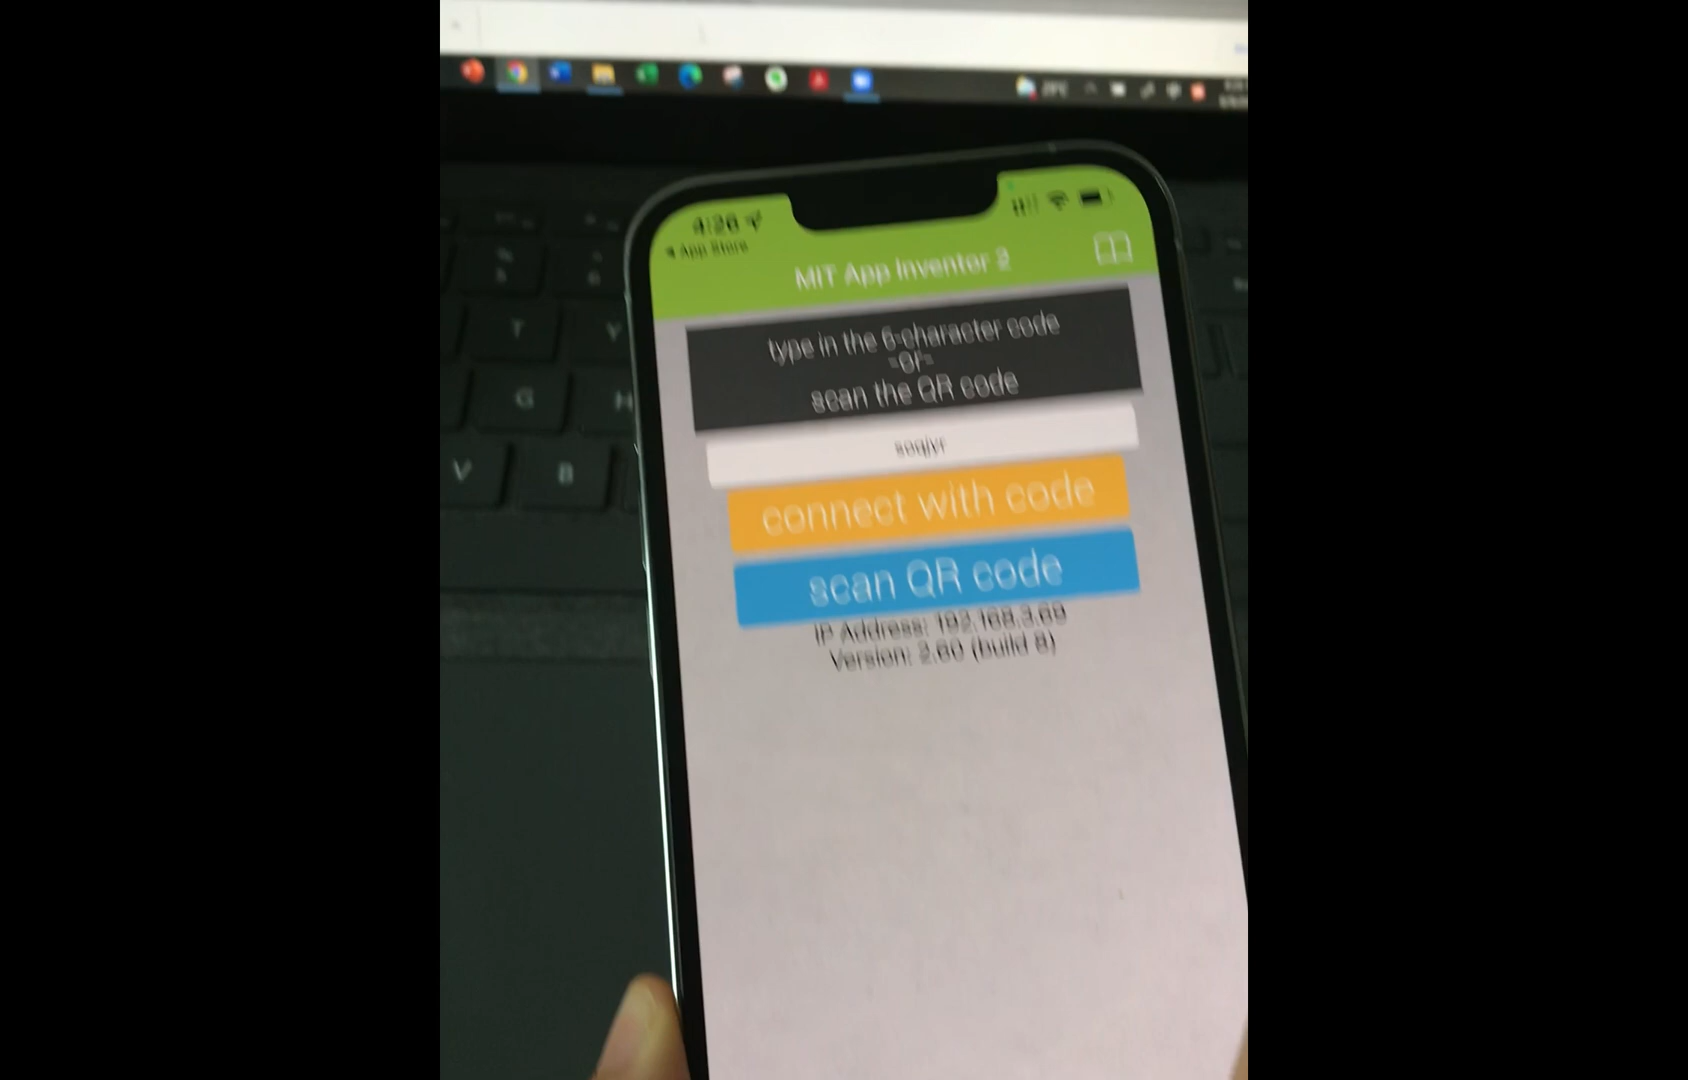 4:26
◀ App Store
MIT App Inventor 2
type in the 6-character code
-or-
scan the QR code
connect with code
scan QR code
IP Address: 192.168.3.69
Version: 2.60 (build 8)
T
Y
G
H
V
B